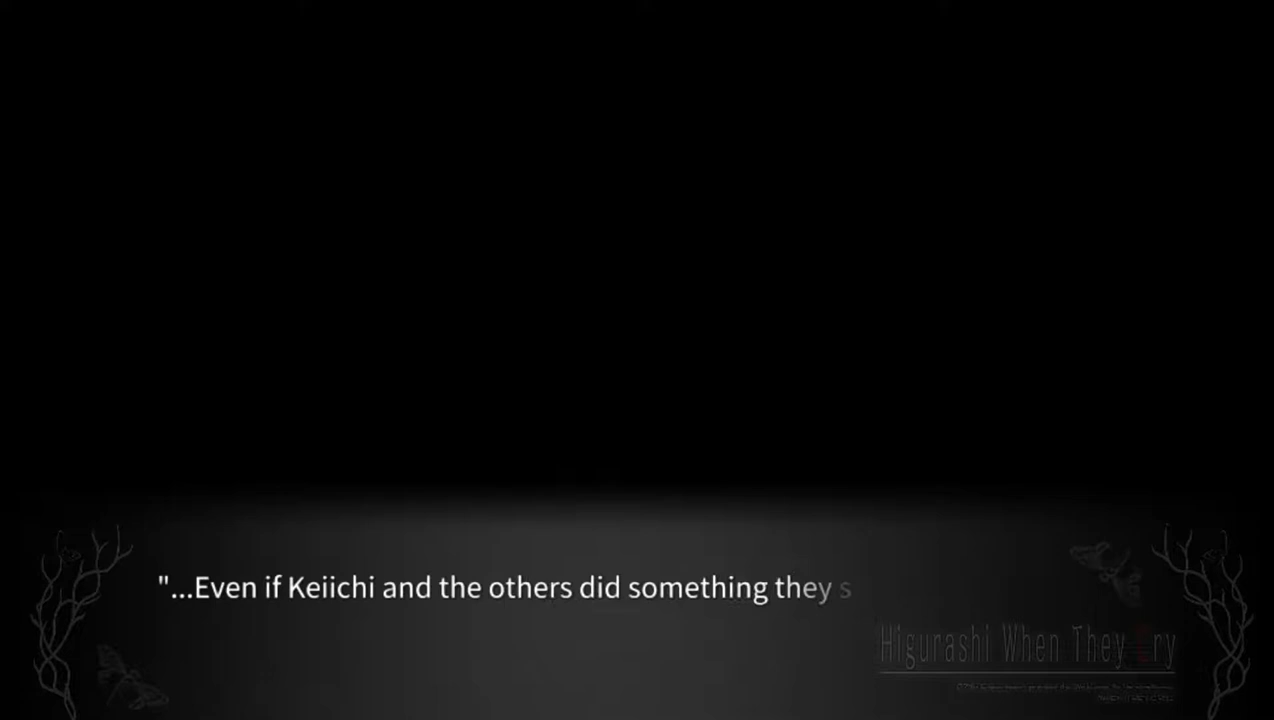 "...Even if Keiichi and the others did something they s
Higurashi When They Cry